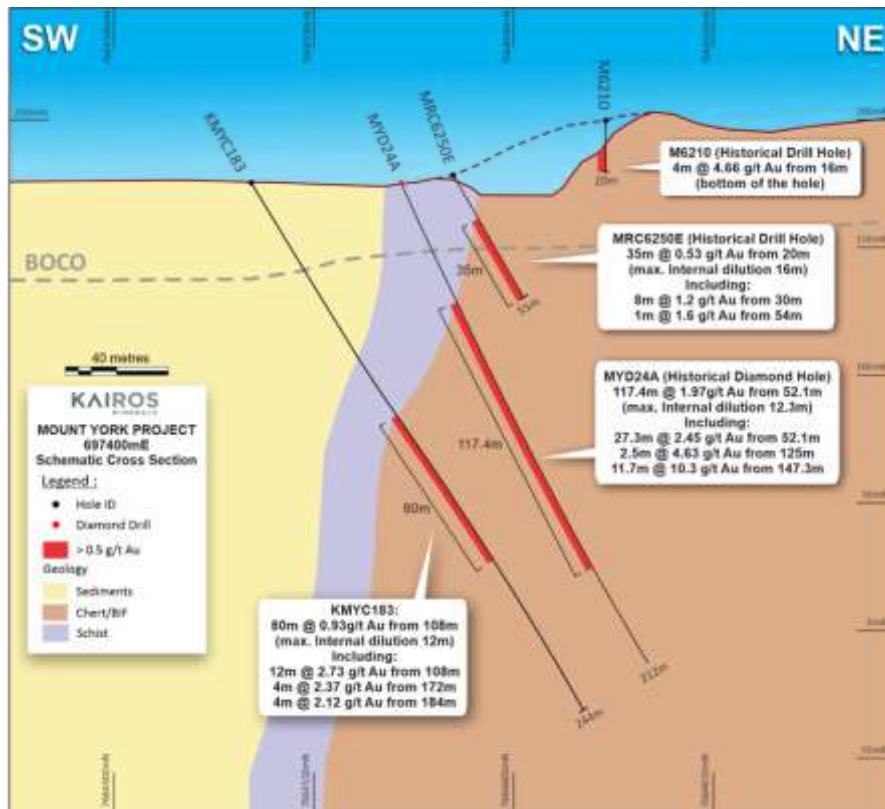 SW
NE
KMYC183
MYD24A
MRC6250E
M6210
M6210 (Historical Drill Hole)
4m @ 4.66 g/t Au from 16m
(bottom of the hole)
20m
MRC6250E (Historical Drill Hole)
35m @ 0.53 g/t Au from 20m
(max. Internal dilution 16m)
Including:
8m @ 1.2 g/t Au from 30m
1m @ 1.6 g/t Au from 54m
BOCO
35m
55m
40 metres
KAIROS
MINERALS
MOUNT YORK PROJECT
697400mE
Schematic Cross Section
Legend :
Hole ID
Diamond Drill
> 0.5 g/t Au
Geology
Sediments
Chert/BIF
Schist
MYD24A (Historical Diamond Hole)
117.4m @ 1.97g/t Au from 52.1m
(max. Internal dilution 12.3m)
Including:
27.3m @ 2.45 g/t Au from 52.1m
2.5m @ 4.63 g/t Au from 125m
11.7m @ 10.3 g/t Au from 147.3m
117.4m
80m
KMYC183:
80m @ 0.93g/t Au from 108m
(max. Internal dilution 12m)
Including:
12m @ 2.73 g/t Au from 108m
4m @ 2.37 g/t Au from 172m
4m @ 2.12 g/t Au from 184m
212m
244m